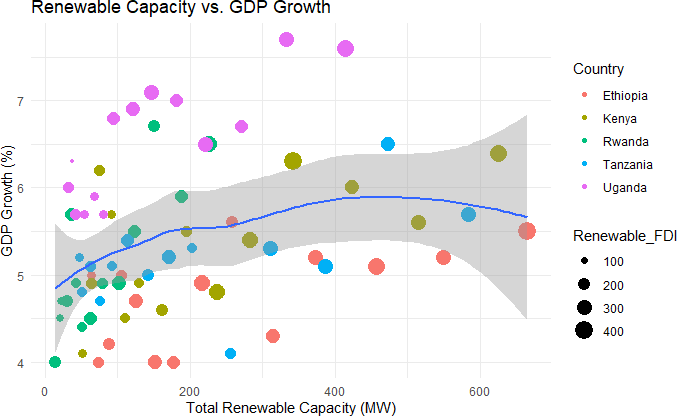 Renewable Capacity vs. GDP Growth
GDP Growth (%)
7
6
5
4
0
200
400
600
Total Renewable Capacity (MW)
Country
Ethiopia
Kenya
Rwanda
Tanzania
Uganda
Renewable_FDI
100
200
300
400